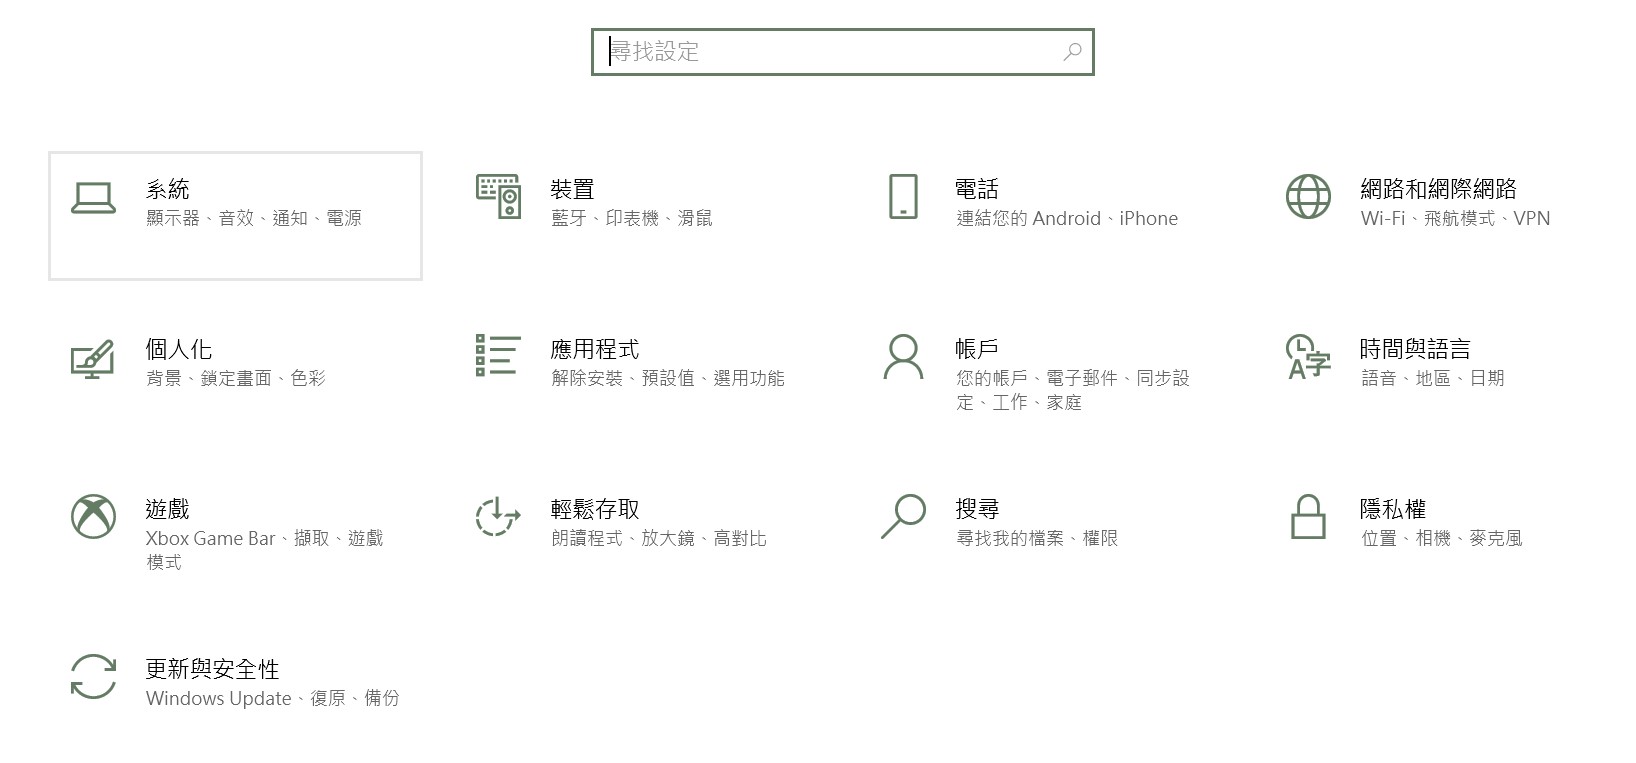 尋找設定
系統
顯示器、音效、通知、電源
裝置
藍牙、印表機、滑鼠
電話
連結您的 Android、iPhone
網路和網際網路
Wi-Fi、飛航模式、VPN
個人化
背景、鎖定畫面、色彩
應用程式
解除安裝、預設值、選用功能
帳戶
您的帳戶、電子郵件、同步設
定、工作、家庭
時間與語言
語音、地區、日期
遊戲
Xbox Game Bar、擷取、遊戲
模式
輕鬆存取
朗讀程式、放大鏡、高對比
搜尋
尋找我的檔案、權限
隱私權
位置、相機、麥克風
更新與安全性
Windows Update、復原、備份